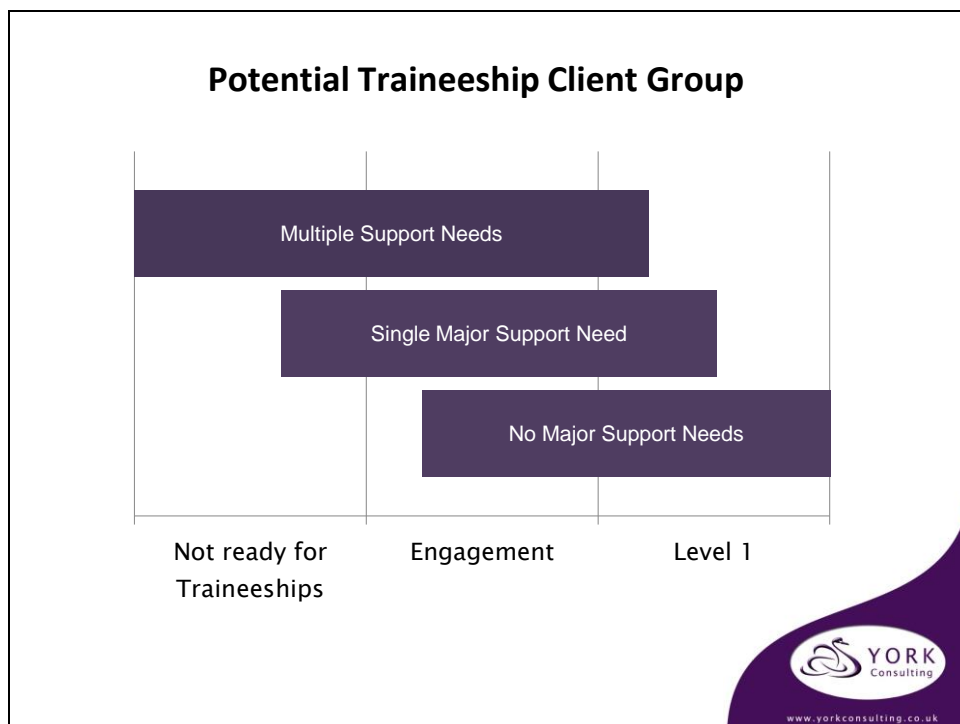 Potential Traineeship Client Group
Multiple Support Needs
Single Major Support Need
No Major Support Needs
Not ready for
Traineeships
Engagement
Level 1
YORK
Consulting
www.yorkconsulting.co.uk